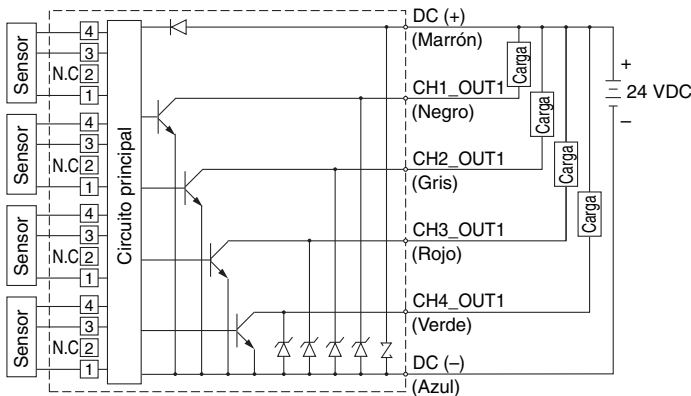 DC (+)
(Marrón)
Sensor
4
3
N.C 2
1
Sensor
4
3
N.C 2
1
Sensor
4
3
N.C 2
1
Sensor
4
3
N.C 2
1
Circuito principal
CH1_OUT1
(Negro)
CH2_OUT1
(Gris)
CH3_OUT1
(Rojo)
CH4_OUT1
(Verde)
DC (–)
(Azul)
Carga
Carga
Carga
Carga
+
24 VDC
–